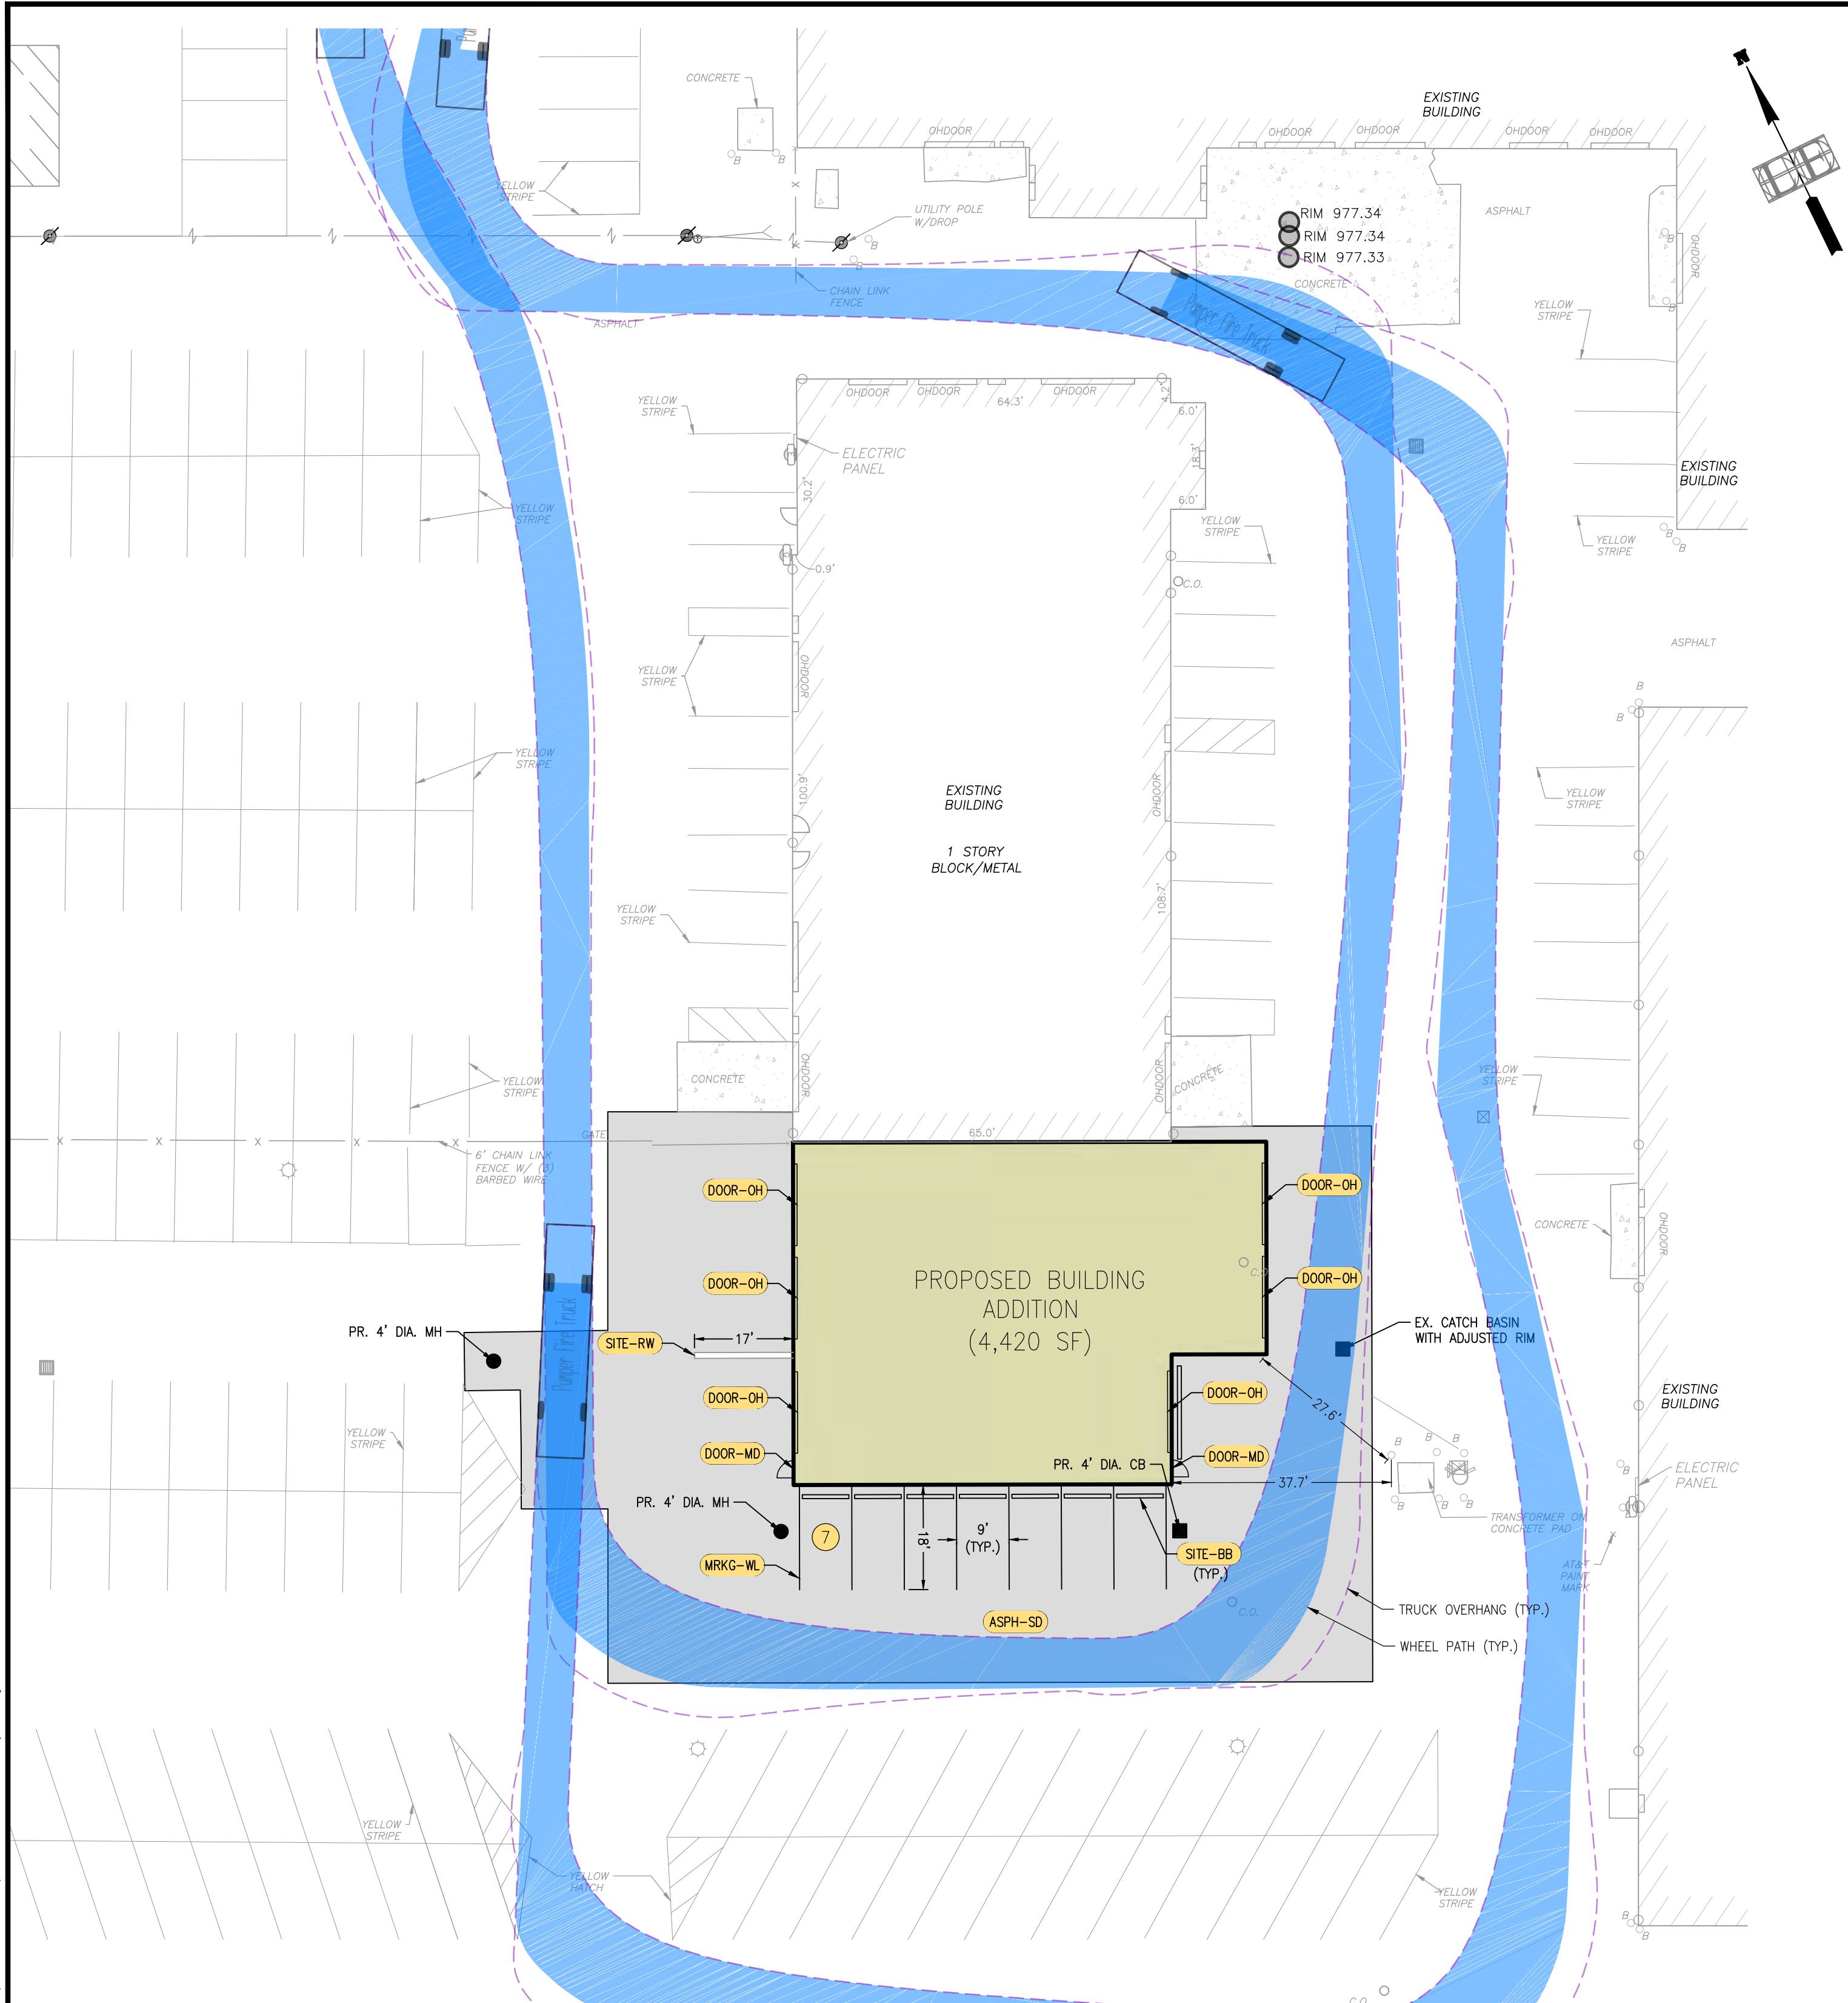 CONCRETE
B
B
EXISTING
BUILDING
OHDOOR
OHDOOR
OHDOOR
OHDOOR
OHDOOR
YELLOW
STRIPE
UTILITY POLE
W/DROP
B
B
RIM 977.34
RIM 977.34
RIM 977.33
ASPHALT
B
OHDOOR
B
CONCRETE
CHAIN LINK
FENCE
ASPHALT
Pumper Fire Truck
YELLOW
STRIPE
YELLOW
STRIPE
OHDOOR
OHDOOR
OHDOOR
64.3'
4.2'
6.0'
18.3'
6.0'
ELECTRIC
PANEL
E
30.2'
G
0.9'
YELLOW
STRIPE
YELLOW
STRIPE
C.O.
EXISTING
BUILDING
YELLOW
STRIPE
B
B
ASPHALT
YELLOW
STRIPE
OHDOOR
B
B
YELLOW
STRIPE
100.9'
EXISTING
BUILDING
1 STORY
BLOCK/METAL
OHDOOR
YELLOW
STRIPE
YELLOW
STRIPE
108.7'
YELLOW
STRIPE
CONCRETE
OHDOOR
OHDOOR
CONCRETE
YELLOW
STRIPE
GATE
65.0'
X
X
X
X
X
6' CHAIN LINK
FENCE W/ (3)
BARBED WIRE
DOOR-OH
DOOR-OH
CONCRETE
OHDOOR
DOOR-OH
DOOR-OH
C.O.
PROPOSED BUILDING
ADDITION
(4,420 SF)
Pumper Fire Truck
PR. 4' DIA. MH
SITE-RW
17'
EX. CATCH BASIN
WITH ADJUSTED RIM
DOOR-OH
DOOR-OH
27.6'
EXISTING
BUILDING
YELLOW
STRIPE
DOOR-MD
PR. 4' DIA. CB
DOOR-MD
37.7'
B
B
B
B
B
B
B
ELECTRIC
PANEL
PR. 4' DIA. MH
7
18'
9'
(TYP.)
TRANSFORMER ON
CONCRETE PAD
MRKG-WL
SITE-BB
(TYP.)
AT&T
PAINT
MARK
ASPH-SD
C.O.
TRUCK OVERHANG (TYP.)
WHEEL PATH (TYP.)
YELLOW
STRIPE
YELLOW
HATCH
YELLOW
STRIPE
B
B
C.O.